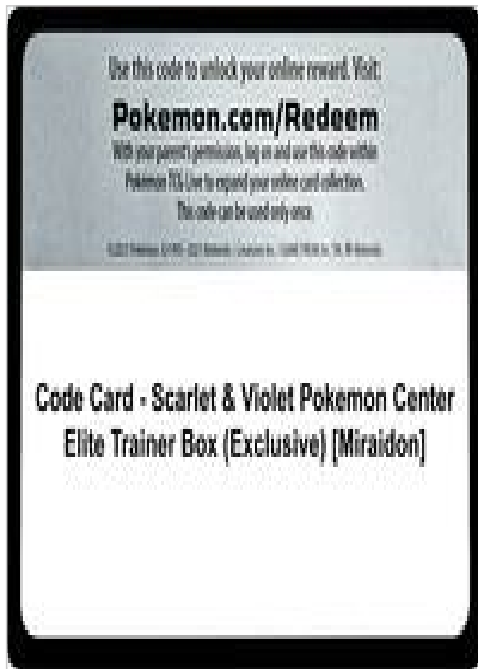 Use this code to unlock your online reward. Visit:
Pokemon.com/Redeem
With your parent's permission, log on and use this code within
Pokémon TCG Live to expand your online card collection.
This code can be used only once.
Code Card - Scarlet & Violet Pokemon Center
Elite Trainer Box (Exclusive) [Miraidon]